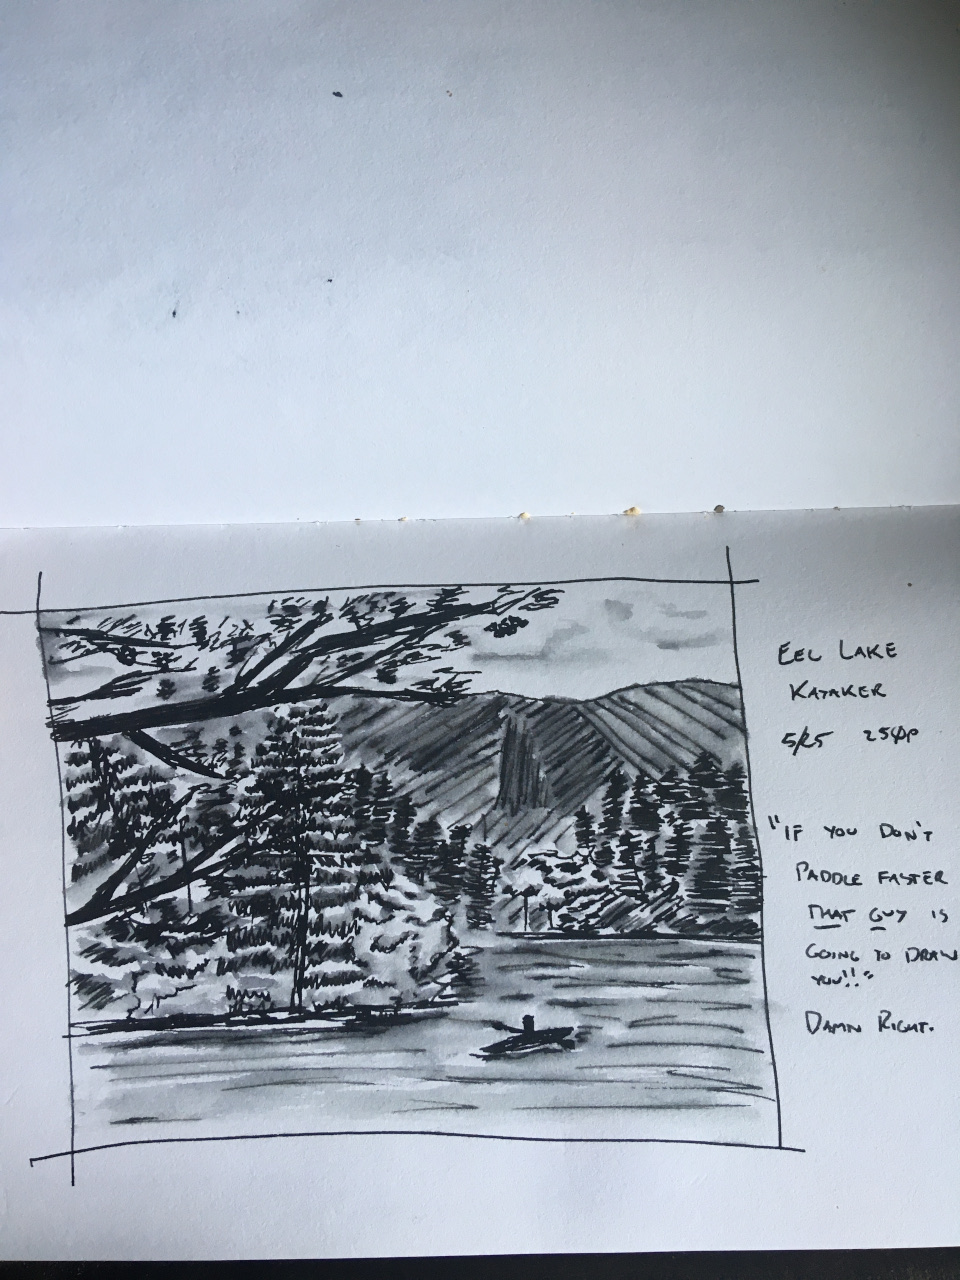 EEL LAKE
KAYAKER
5/25
"IF YOU DON'T
PADDLE FASTER
THAT GUY IS
GOING TO DRAW
YOU!!"
DAMN RIGHT.